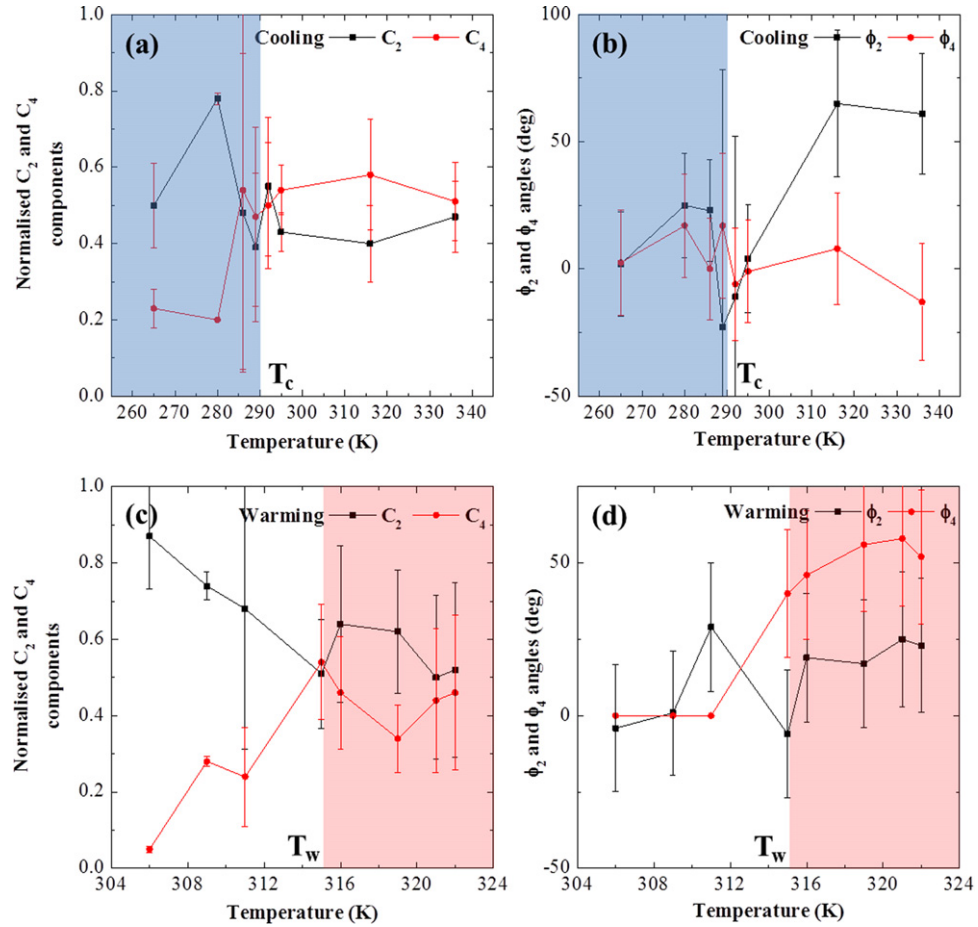 (a) Cooling C₂ C₄
Normalised C₂ and C₄
components
1.0
0.8
0.6
0.4
0.2
0.0
T_c
260 270 280 290 300 310 320 330 340
Temperature (K)
(b) Cooling ϕ₂ ϕ₄
ϕ₂ and ϕ₄ angles (deg)
100
50
0
-50
T_c
260 270 280 290 300 310 320 330 340
Temperature (K)
(c) Warming C₂ C₄
Normalised C₂ and C₄
components
1.0
0.8
0.6
0.4
0.2
0.0
T_w
304 308 312 316 320 324
Temperature (K)
(d) Warming ϕ₂ ϕ₄
ϕ₂ and ϕ₄ angles (deg)
50
0
-50
T_w
304 308 312 316 320 324
Temperature (K)